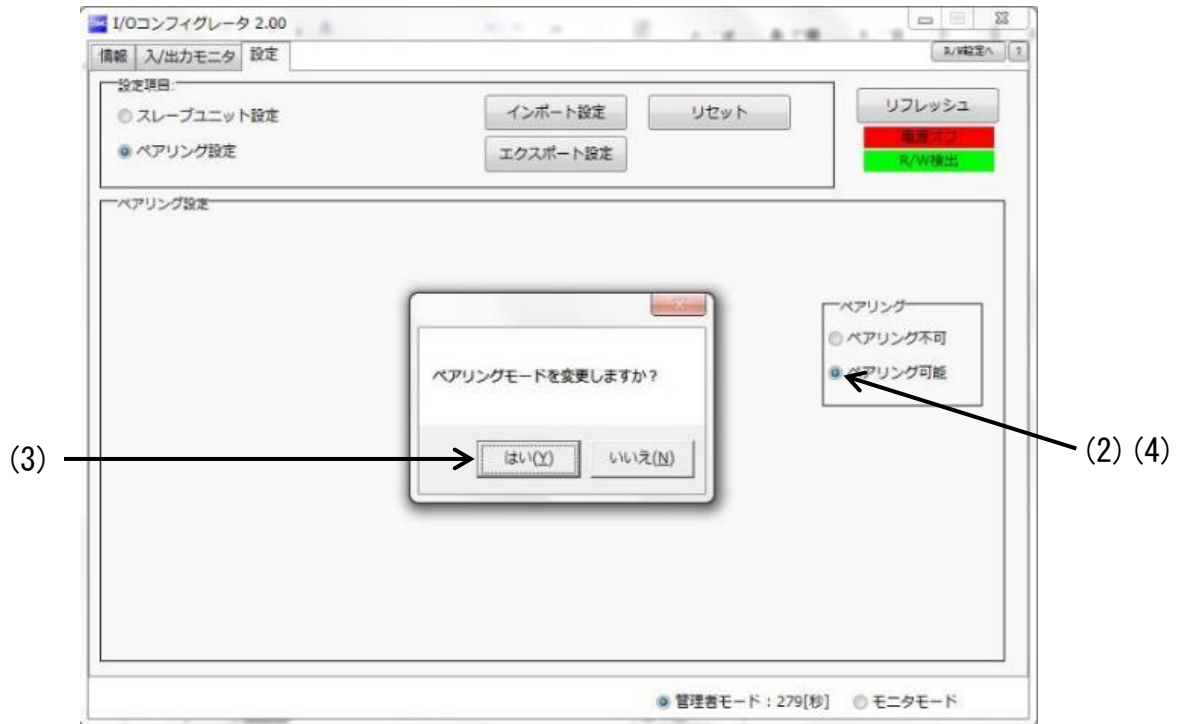 I/Oコンフィグレータ 2.00
情報 入/出力モニタ 設定
R/W設定へ ?
設定項目:
スレーブユニット設定 インポート設定 リセット リフレッシュ
電源オフ
ペアリング設定 エクスポート設定 R/W検出
ペアリング設定
ペアリング
ペアリング不可
ペアリングモードを変更しますか?
ペアリング可能
(3) はい(Y) いいえ(N) (2)(4)
管理者モード：279[秒] モニタモード